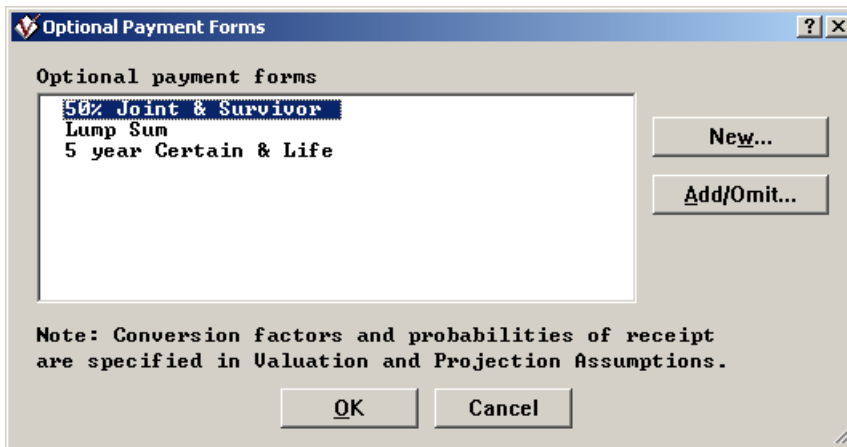 Optional Payment Forms
Optional payment forms
50% Joint & Survivor
Lump Sum
5 year Certain & Life
New...
Add/Omit...
Note: Conversion factors and probabilities of receipt
are specified in Valuation and Projection Assumptions.
OK
Cancel